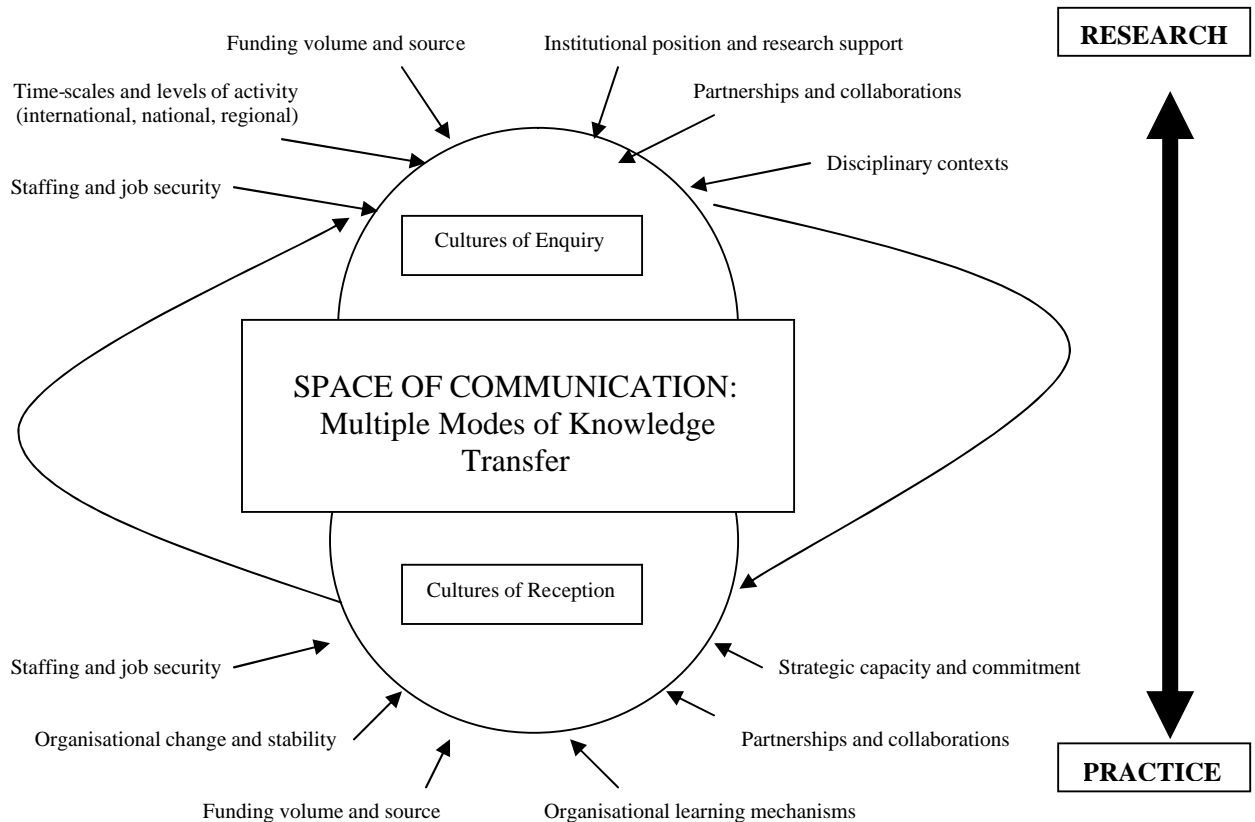 RESEARCH
Funding volume and source
Institutional position and research support
Time-scales and levels of activity
(international, national, regional)
Partnerships and collaborations
Disciplinary contexts
Staffing and job security
Cultures of Enquiry
SPACE OF COMMUNICATION:
Multiple Modes of Knowledge
Transfer
Cultures of Reception
Staffing and job security
Strategic capacity and commitment
Organisational change and stability
Partnerships and collaborations
PRACTICE
Funding volume and source
Organisational learning mechanisms